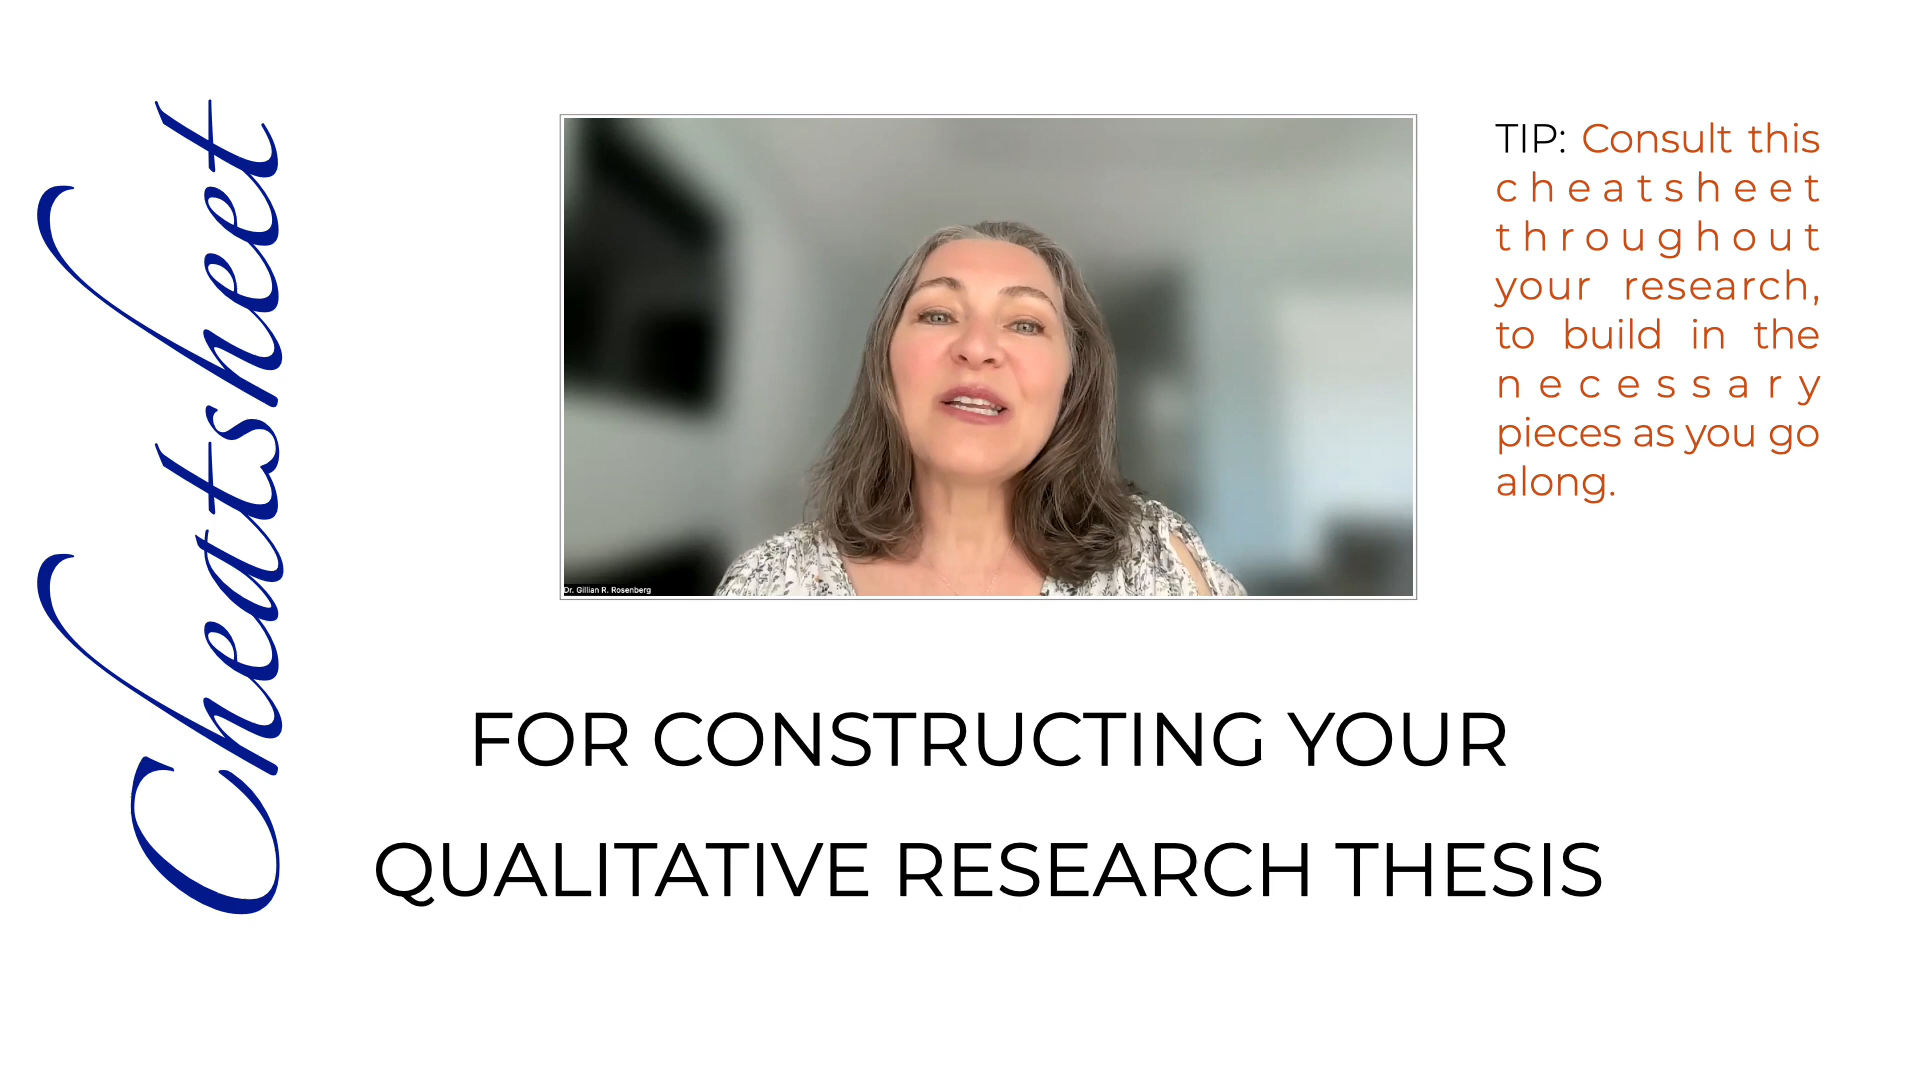 Cheatsheet
TIP: Consult this
cheatsheet
throughout
your research,
to build in the
necessary
pieces as you go
along.
Dr. Gillian R. Rosenberg
FOR CONSTRUCTING YOUR
QUALITATIVE RESEARCH THESIS